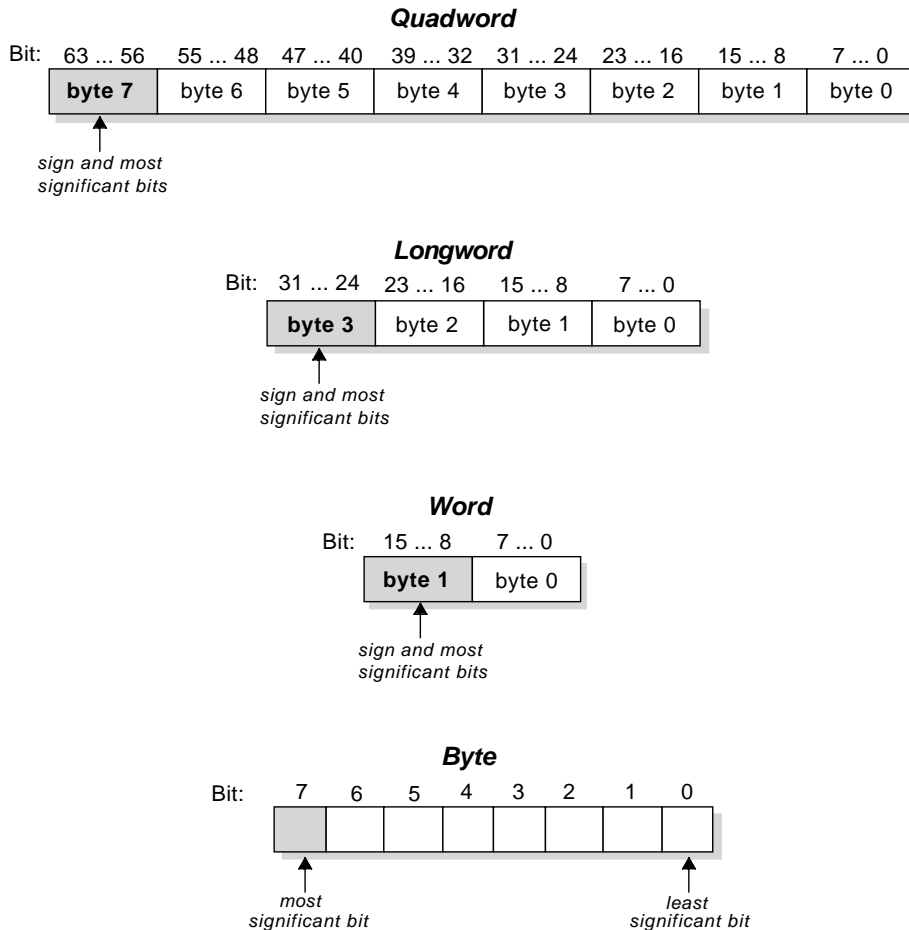 Quadword
Bit: 63 ... 56 55 ... 48 47 ... 40 39 ... 32 31 ... 24 23 ... 16 15 ... 8 7 ... 0
byte 7 byte 6 byte 5 byte 4 byte 3 byte 2 byte 1 byte 0
sign and most
significant bits
Longword
Bit: 31 ... 24 23 ... 16 15 ... 8 7 ... 0
byte 3 byte 2 byte 1 byte 0
sign and most
significant bits
Word
Bit: 15 ... 8 7 ... 0
byte 1 byte 0
sign and most
significant bits
Byte
Bit: 7 6 5 4 3 2 1 0
most least
significant bit significant bit